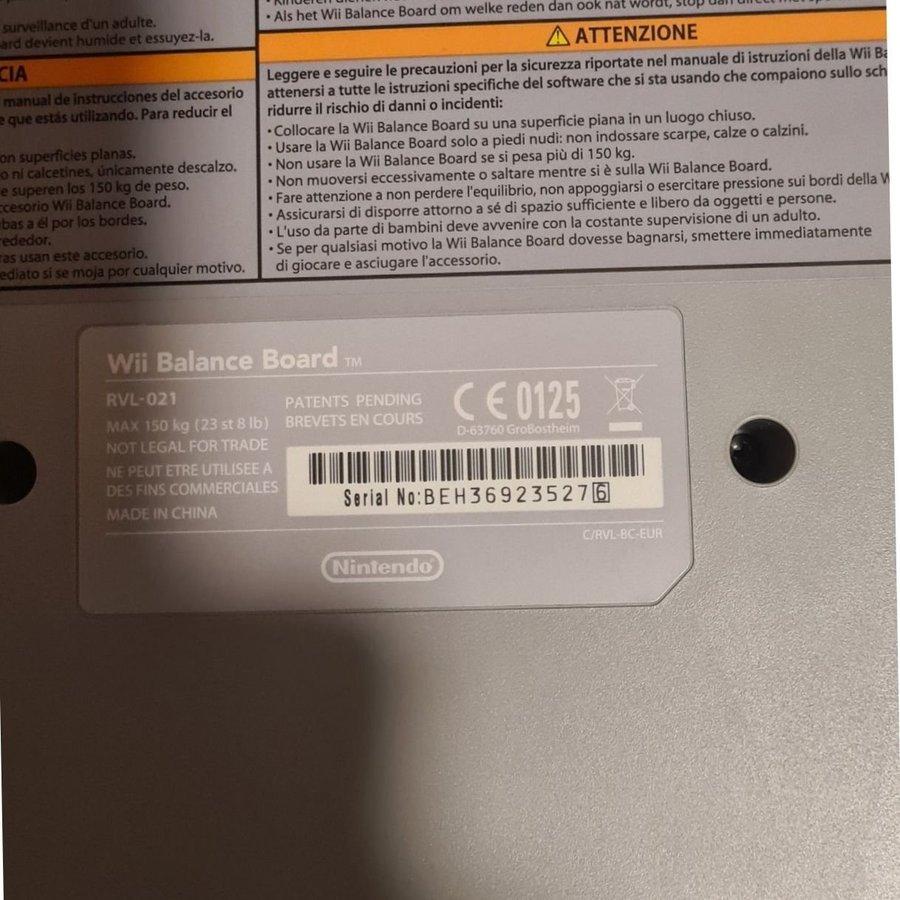 surveillance d'un adulte.
ard devient humide et essuyez-la.
CIA
manual de instrucciones del accesorio
e que estás utilizando. Para reducir el
on superficies planas.
o ni calcetines, únicamente descalzo.
e superen los 150 kg de peso.
ccesorio Wii Balance Board.
bas a él por los bordes.
rededor.
ras usan este accesorio.
ediato si se moja por cualquier motivo.
• Als het Wii Balance Board om welke reden dan ook nat wordt, stop dan direct met
ATTENZIONE
Leggere e seguire le precauzioni per la sicurezza riportate nel manuale di istruzioni della Wii Ba
attenersi a tutte le istruzioni specifiche del software che si sta usando che compaiono sullo sch
ridurre il rischio di danni o incidenti:
• Collocare la Wii Balance Board su una superficie piana in un luogo chiuso.
• Usare la Wii Balance Board solo a piedi nudi: non indossare scarpe, calze o calzini.
• Non usare la Wii Balance Board se si pesa più di 150 kg.
• Non muoversi eccessivamente o saltare mentre si è sulla Wii Balance Board.
• Fare attenzione a non perdere l'equilibrio, non appoggiarsi o esercitare pressione sui bordi della W
• Assicurarsi di disporre attorno a sé di spazio sufficiente e libero da oggetti e persone.
• L'uso da parte di bambini deve avvenire con la costante supervisione di un adulto.
• Se per qualsiasi motivo la Wii Balance Board dovesse bagnarsi, smettere immediatamente
di giocare e asciugare l'accessorio.
Wii Balance Board TM
RVL-021
MAX 150 kg (23 st 8 lb)
NOT LEGAL FOR TRADE
NE PEUT ETRE UTILISEE A
DES FINS COMMERCIALES
MADE IN CHINA
PATENTS PENDING
BREVETS EN COURS
CE 0125
D-63760 Großostheim
Serial No:BEH36923527 6
C/RVL-BC-EUR
Nintendo